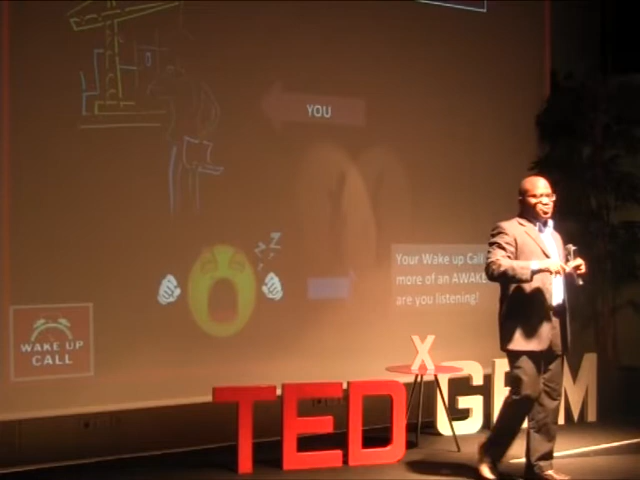 YOU
z z Z
Your Wake up Call
more of an AWAKE
are you listening!
WAKE UP
CALL
X
TED
GEM